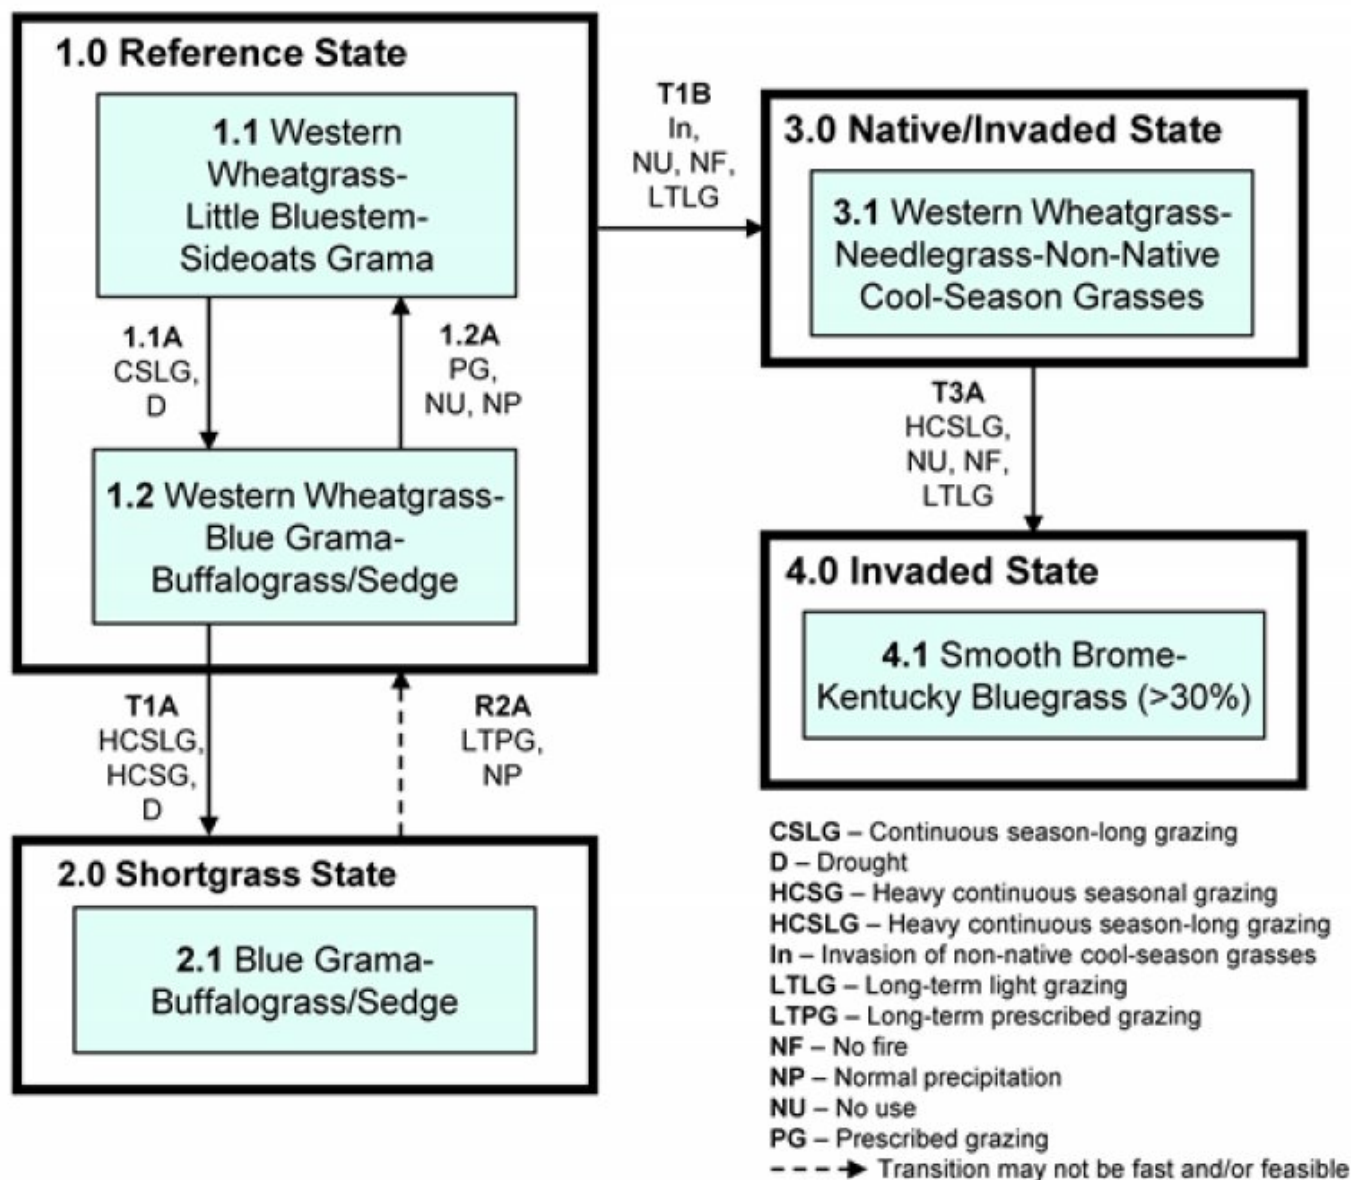 1.0 Reference State
1.1 Western
Wheatgrass-
Little Bluestem-
Sideoats Grama
1.1A
CSLG,
D
1.2A
PG,
NU, NP
1.2 Western Wheatgrass-
Blue Grama-
Buffalograss/Sedge
T1A
HCSLG,
HCSG,
D
R2A
LTPG,
NP
2.0 Shortgrass State
2.1 Blue Grama-
Buffalograss/Sedge
T1B
In,
NU, NF,
LTLG
3.0 Native/Invaded State
3.1 Western Wheatgrass-
Needlegrass-Non-Native
Cool-Season Grasses
T3A
HCSLG,
NU, NF,
LTLG
4.0 Invaded State
4.1 Smooth Brome-
Kentucky Bluegrass (>30%)
CSLG – Continuous season-long grazing
D – Drought
HCSG – Heavy continuous seasonal grazing
HCSLG – Heavy continuous season-long grazing
In – Invasion of non-native cool-season grasses
LTLG – Long-term light grazing
LTPG – Long-term prescribed grazing
NF – No fire
NP – Normal precipitation
NU – No use
PG – Prescribed grazing
Transition may not be fast and/or feasible